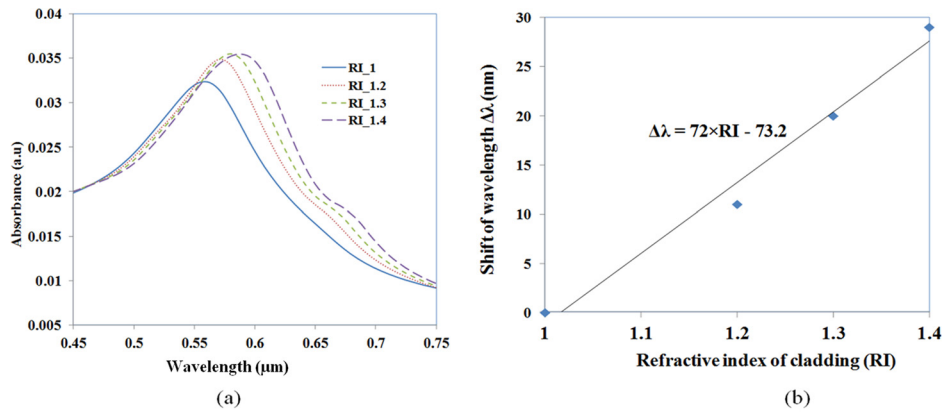 0.04
0.035
0.03
0.025
0.02
0.015
0.01
0.005
Absorbance (a.u)
0.45 0.5 0.55 0.6 0.65 0.7 0.75
Wavelength (μm)
RI_1
RI_1.2
RI_1.3
RI_1.4
(a)
30
25
20
15
10
5
0
Shift of wavelength Δλ (nm)
Δλ = 72×RI - 73.2
1 1.1 1.2 1.3 1.4
Refractive index of cladding (RI)
(b)